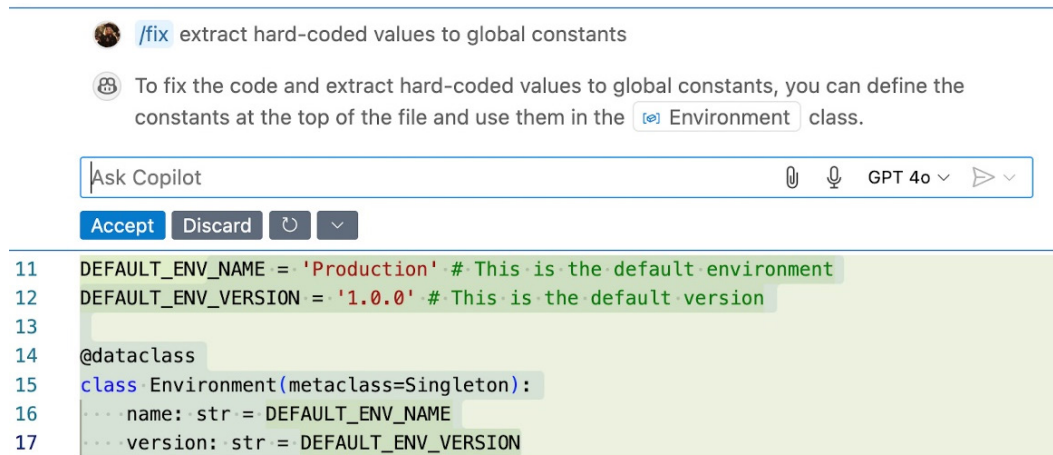 /fix extract hard-coded values to global constants
To fix the code and extract hard-coded values to global constants, you can define the
constants at the top of the file and use them in the Environment class.
Ask Copilot GPT 4o
Accept Discard
11 DEFAULT_ENV_NAME = 'Production' # This is the default environment
12 DEFAULT_ENV_VERSION = '1.0.0' # This is the default version
13
14 @dataclass
15 class Environment(metaclass=Singleton):
16 name: str = DEFAULT_ENV_NAME
17 version: str = DEFAULT_ENV_VERSION